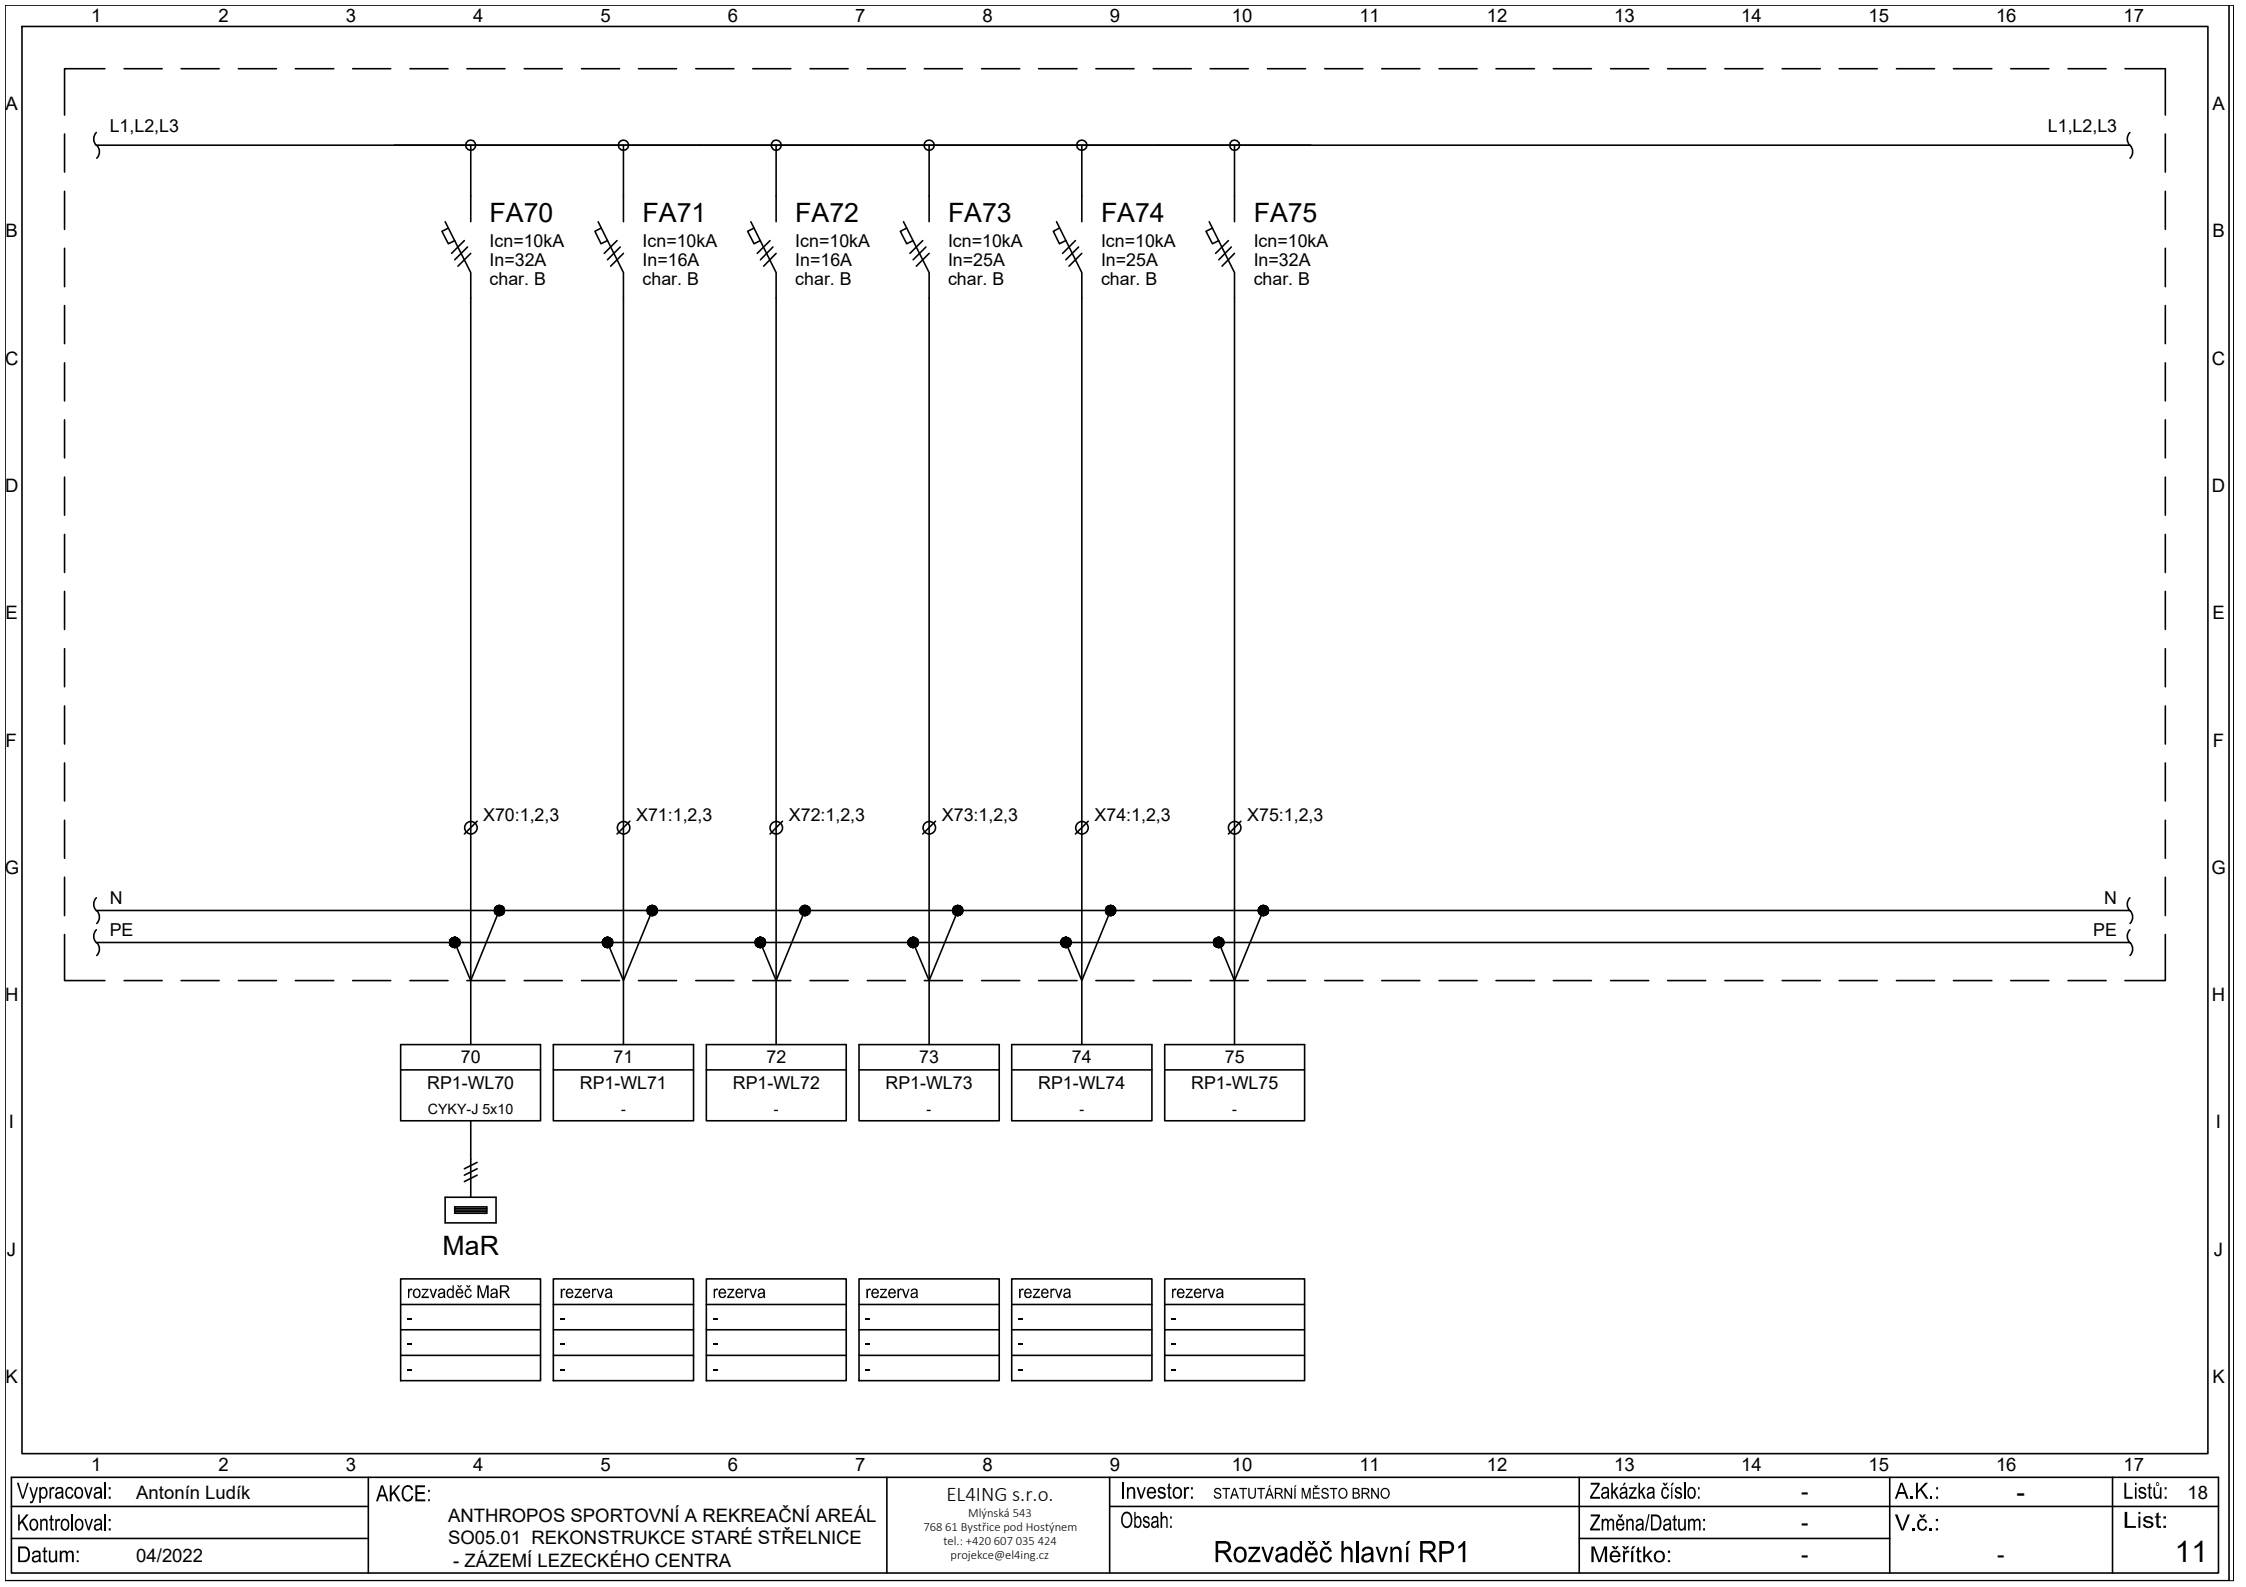 1 2 3 4 5 6 7 8 9 10 11 12 13 14 15 16 17
A A
L1,L2,L3 L1,L2,L3
B B
FA70 FA71 FA72 FA73 FA74 FA75
Icn=10kA Icn=10kA Icn=10kA Icn=10kA Icn=10kA Icn=10kA
In=32A In=16A In=16A In=25A In=25A In=32A
char. B char. B char. B char. B char. B char. B
C C
D D
E E
F F
X70:1,2,3 X71:1,2,3 X72:1,2,3 X73:1,2,3 X74:1,2,3 X75:1,2,3
G G
N N
PE PE
H H
70 71 72 73 74 75
RP1-WL70 RP1-WL71 RP1-WL72 RP1-WL73 RP1-WL74 RP1-WL75
CYKY-J 5x10 - - - - -
I I
MaR
J J
rozvaděč MaR rezerva rezerva rezerva rezerva rezerva
- - - - - -
- - - - - -
- - - - - -
K K
1 2 3 4 5 6 7 8 9 10 11 12 13 14 15 16 17
Vypracoval: Antonín Ludík
Kontroloval:
Datum: 04/2022
AKCE:
ANTHROPOS SPORTOVNÍ A REKREAČNÍ AREÁL
SO05.01 REKONSTRUKCE STARÉ STŘELNICE
- ZÁZEMÍ LEZECKÉHO CENTRA
EL4ING s.r.o.
Mlýnská 543
768 61 Bystřice pod Hostýnem
tel.: +420 607 035 424
projekce@el4ing.cz
Investor: STATUTÁRNÍ MĚSTO BRNO
Obsah:
Rozvaděč hlavní RP1
Zakázka číslo: -
Změna/Datum: -
Měřítko: -
A.K.: -
V.č.:
-
Listů: 18
List:
11